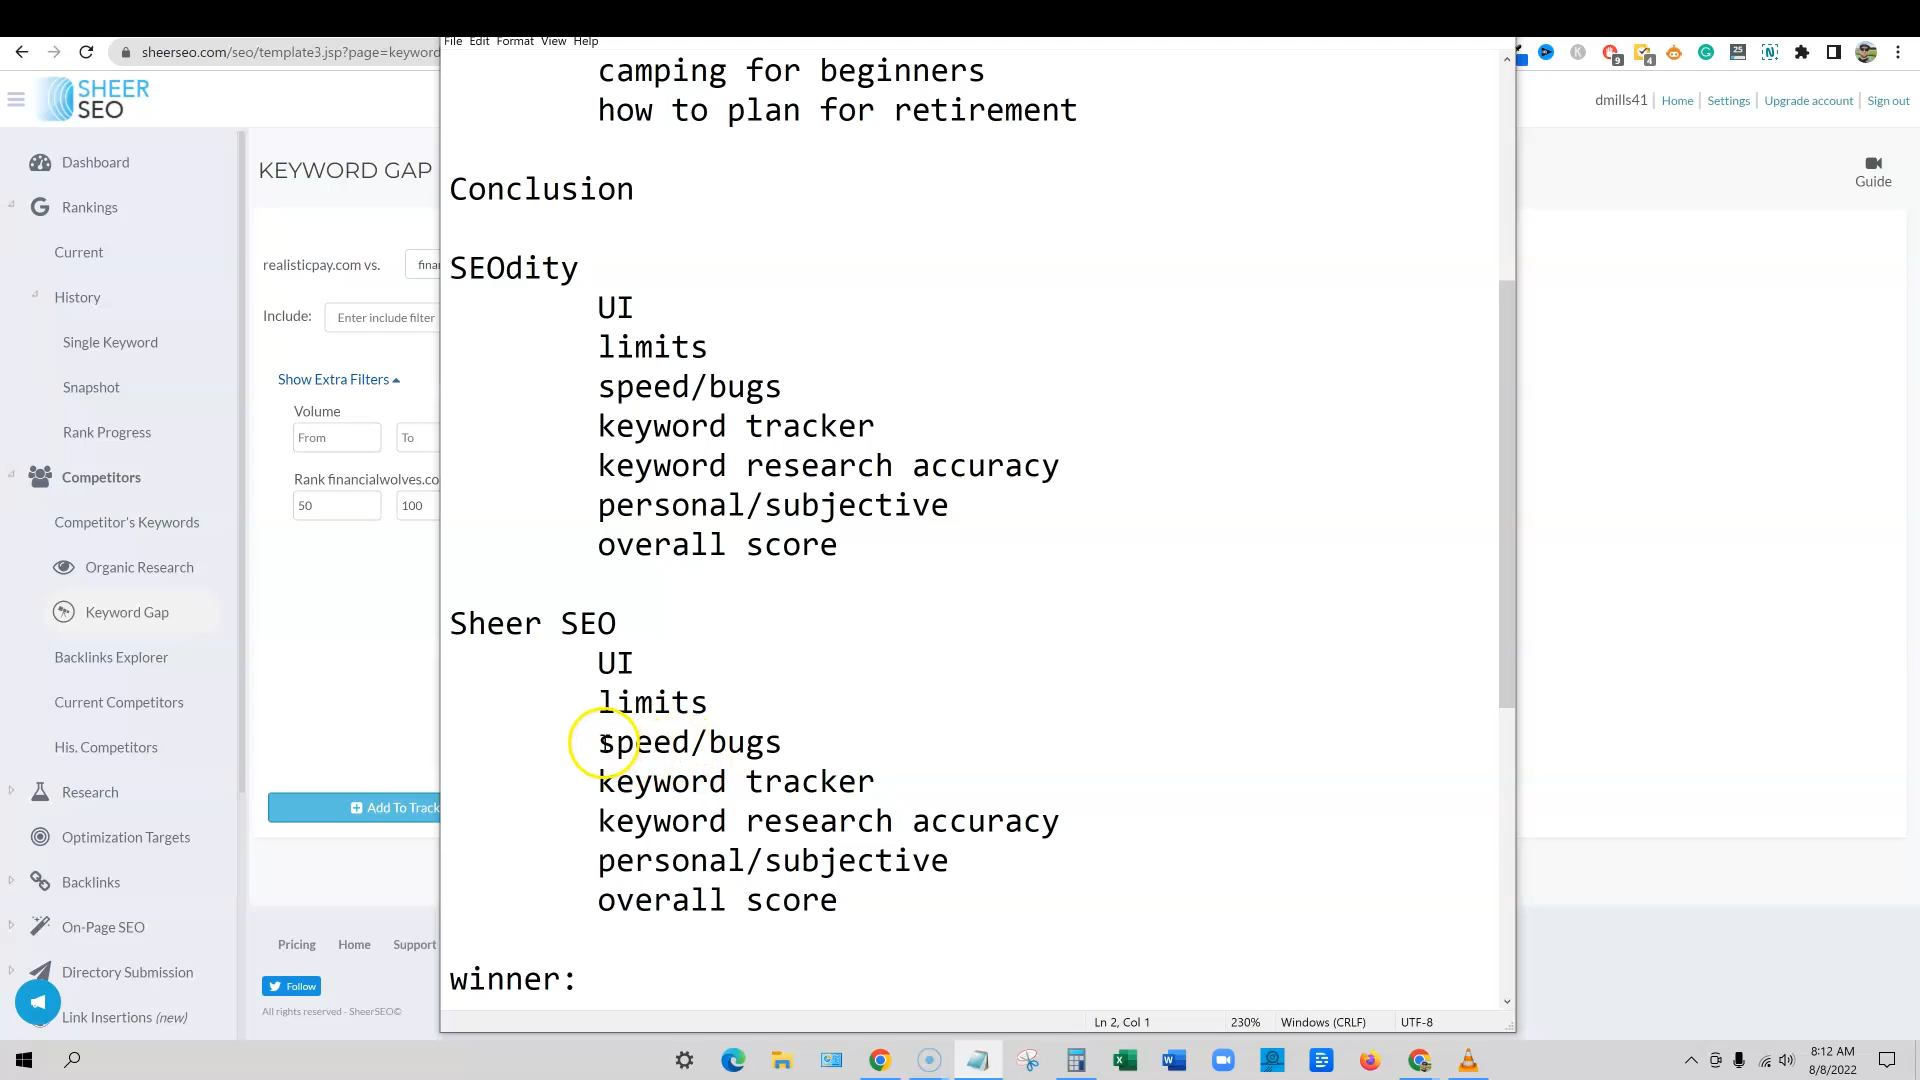 File Edit Format View Help
sheerseo.com/seo/template3.jsp?page=keyword
9
4
25
SHEER
SEO
dmills41 Home Settings Upgrade account Sign out
Dashboard
Rankings
Current
History
Single Keyword
Snapshot
Rank Progress
Competitors
Competitor's Keywords
Organic Research
Keyword Gap
Backlinks Explorer
Current Competitors
His. Competitors
Research
Optimization Targets
Backlinks
On-Page SEO
Directory Submission
Link Insertions (new)
KEYWORD GAP
realisticpay.com vs.
Include: Enter include filter
Show Extra Filters
Volume
From To
Rank financialwolves.co
50 100
Add To Track
Pricing Home Support
Follow
All rights reserved - SheerSEO©
Guide
camping for beginners
how to plan for retirement
Conclusion
SEOdity
UI
limits
speed/bugs
keyword tracker
keyword research accuracy
personal/subjective
overall score
Sheer SEO
UI
limits
speed/bugs
keyword tracker
keyword research accuracy
personal/subjective
overall score
winner:
Ln 2, Col 1 230% Windows (CRLF) UTF-8
8:12 AM
8/8/2022